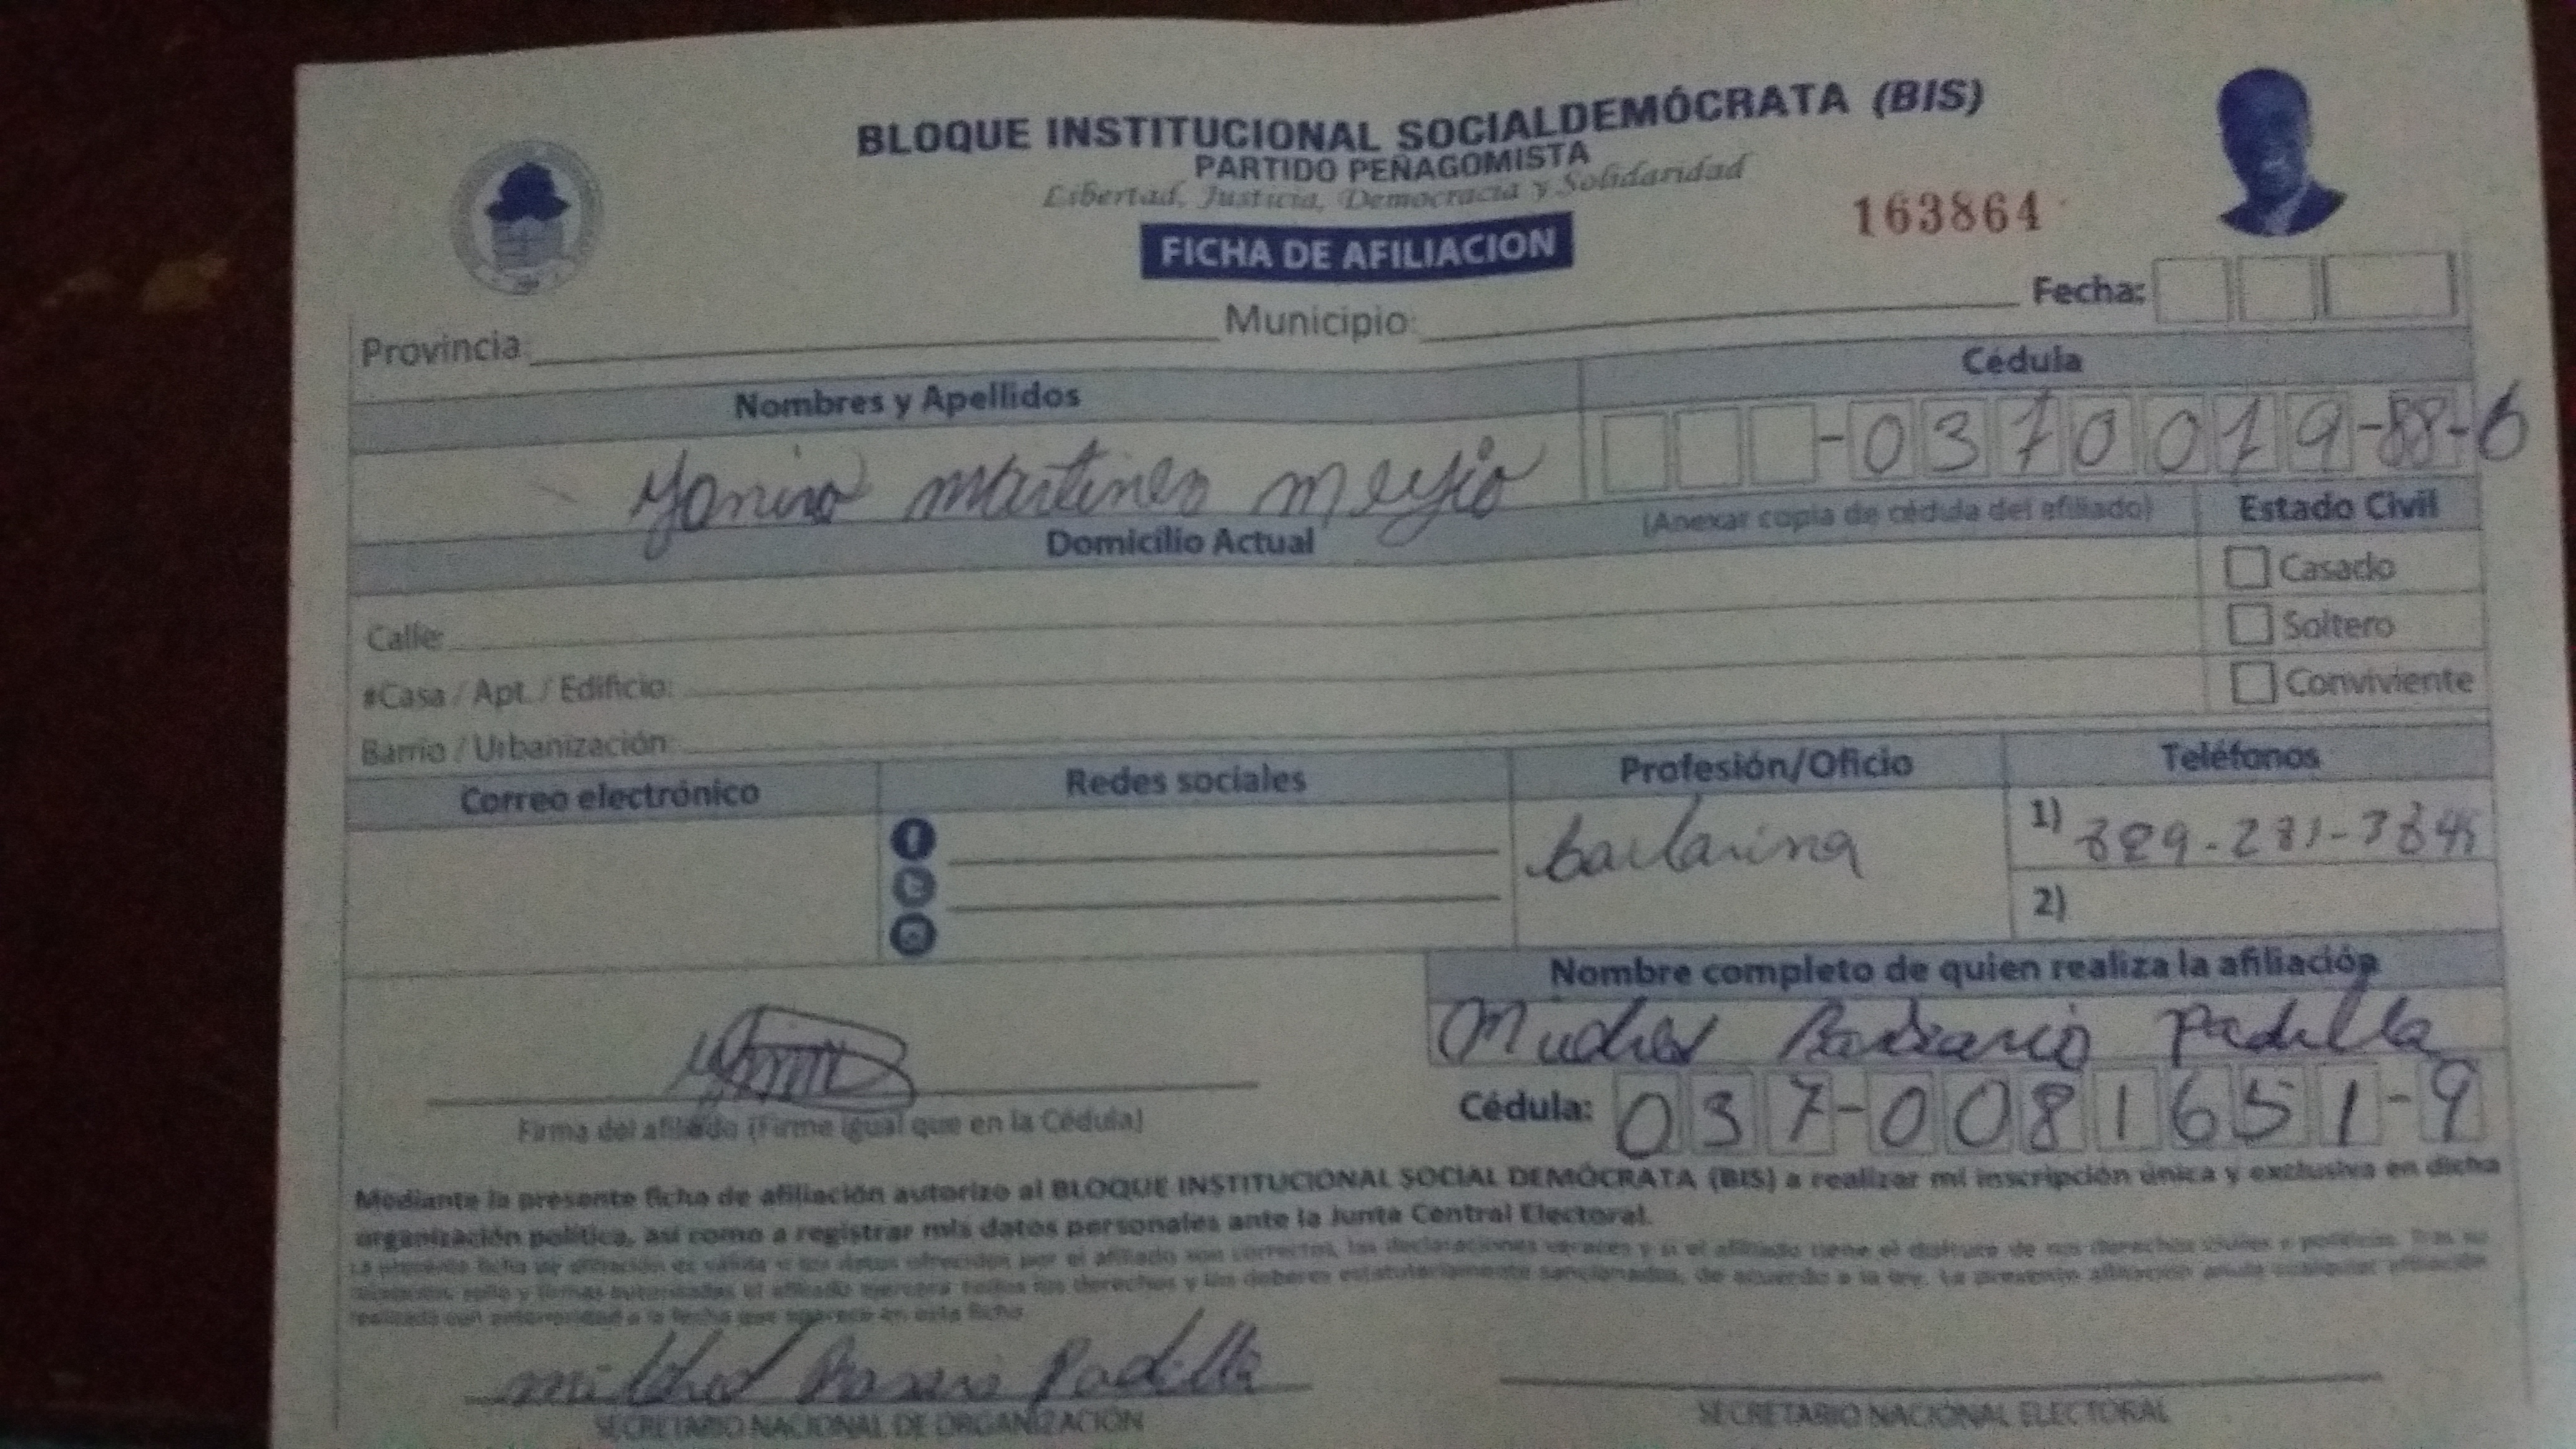 BLOQUE INSTITUCIONAL SOCIALDEMÓCRATA (BIS)
PARTIDO PEÑAGOMISTA
Libertad, Justicia, Democracia y Solidaridad
163864
FICHA DE AFILIACION
Fecha:
Provincia: Municipio:
Nombres y Apellidos Cédula
martinez -0370019-88-6
(Anexar copia de cédula del afiliado) Estado Civil
Domicilio Actual
Casado
Calle: Soltero
#Casa / Apt. / Edificio: Conviviente
Barrio / Urbanización:
Correo electrónico Redes sociales Profesión/Oficio Teléfonos
bailarina 1)
2)
Nombre completo de quien realiza la afiliación
Padilla
Cédula: 037-0081651-9
Firma del afiliado (Firme igual que en la Cédula)
Mediante la presente ficha de afiliación autorizo al BLOQUE INSTITUCIONAL SOCIAL DEMÓCRATA (BIS) a realizar mi inscripción única y exclusiva en dicha
organización política, así como a registrar mis datos personales ante la Junta Central Electoral.
Padilla
SECRETARIO NACIONAL DE ORGANIZACIÓN SECRETARIO NACIONAL ELECTORAL